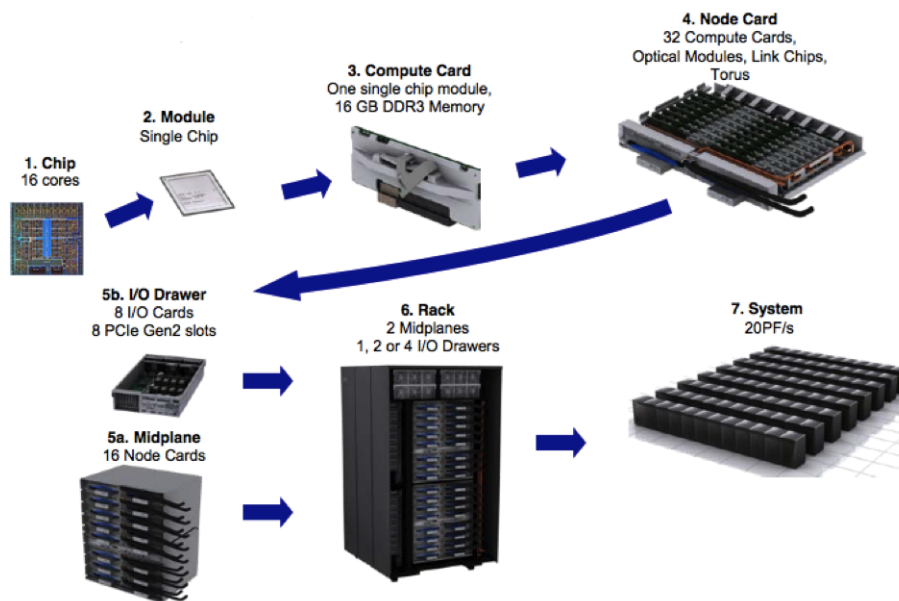 1. Chip
16 cores
2. Module
Single Chip
3. Compute Card
One single chip module,
16 GB DDR3 Memory
4. Node Card
32 Compute Cards,
Optical Modules, Link Chips,
Torus
5b. I/O Drawer
8 I/O Cards
8 PCIe Gen2 slots
5a. Midplane
16 Node Cards
6. Rack
2 Midplanes
1, 2 or 4 I/O Drawers
7. System
20PF/s